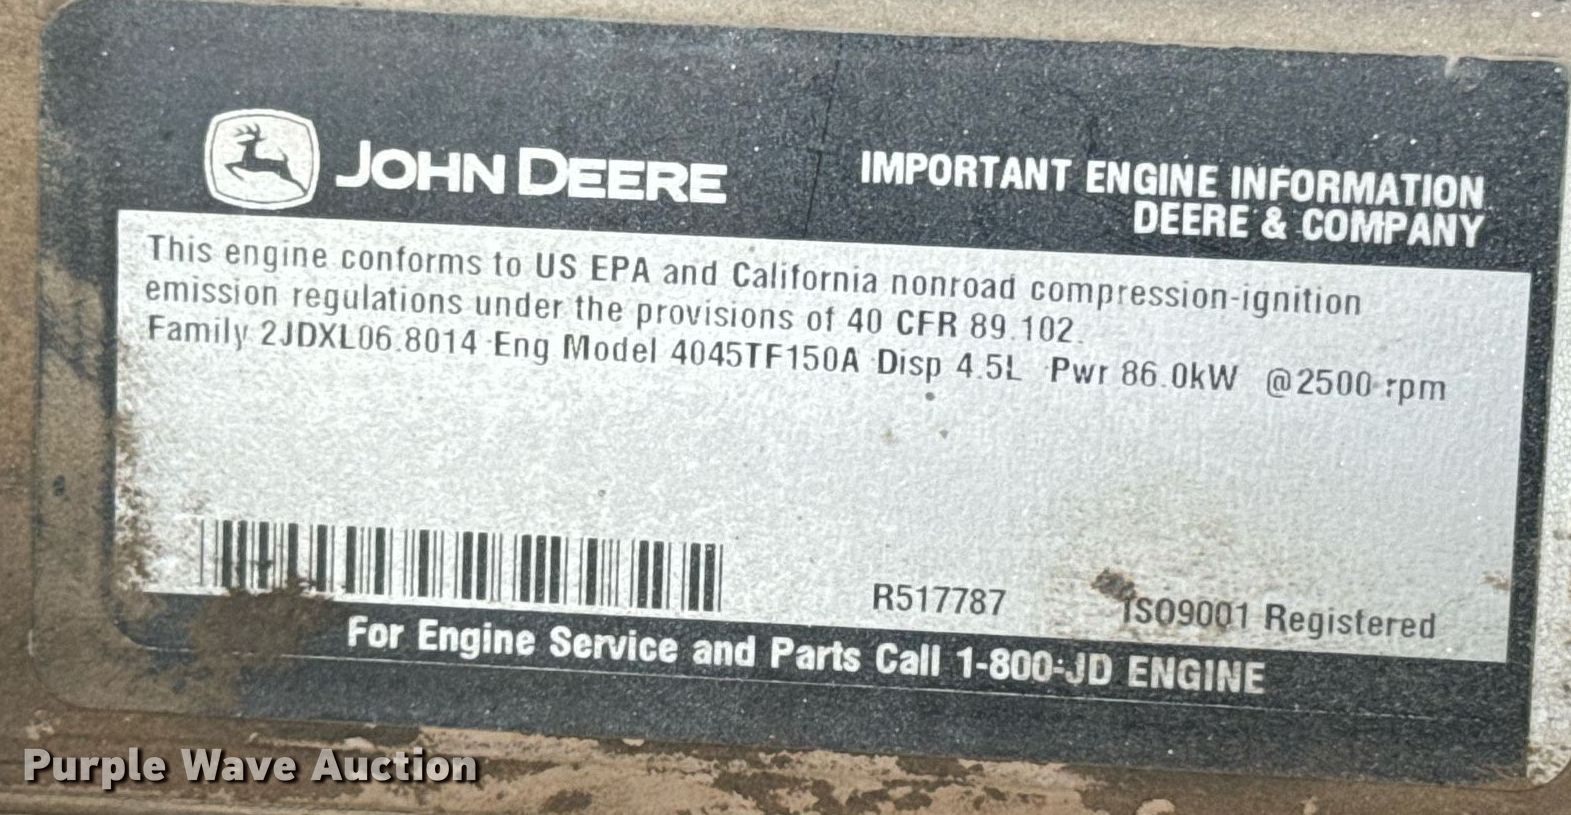 JOHN DEERE
IMPORTANT ENGINE INFORMATION
DEERE & COMPANY
This engine conforms to US EPA and California nonroad compression-ignition
emission regulations under the provisions of 40 CFR 89.102.
Family 2JDXL06.8014 Eng Model 4045TF150A Disp 4.5L Pwr 86.0kW @2500 rpm
R517787 ISO9001 Registered
For Engine Service and Parts Call 1-800-JD ENGINE
Purple Wave Auction